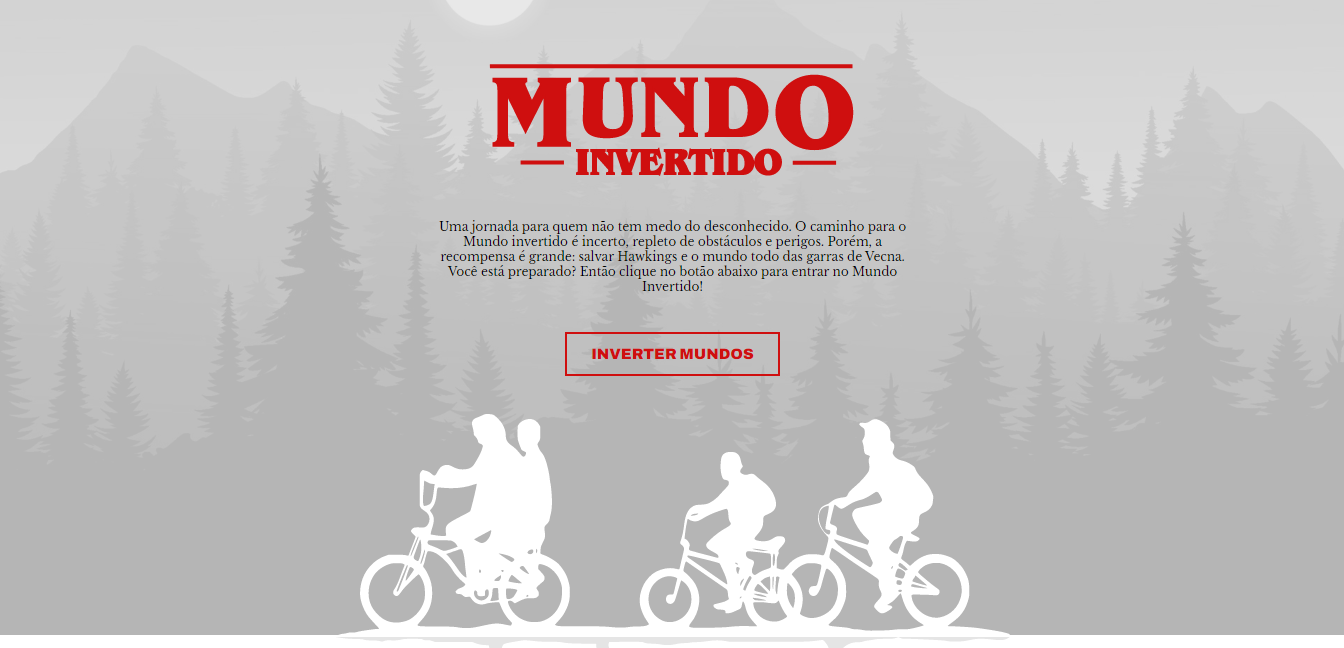 MUNDO
INVERTIDO
Uma jornada para quem não tem medo do desconhecido. O caminho para o
Mundo invertido é incerto, repleto de obstáculos e perigos. Porém, a
recompensa é grande: salvar Hawkings e o mundo todo das garras de Vecna.
Você está preparado? Então clique no botão abaixo para entrar no Mundo
Invertido!
INVERTER MUNDOS